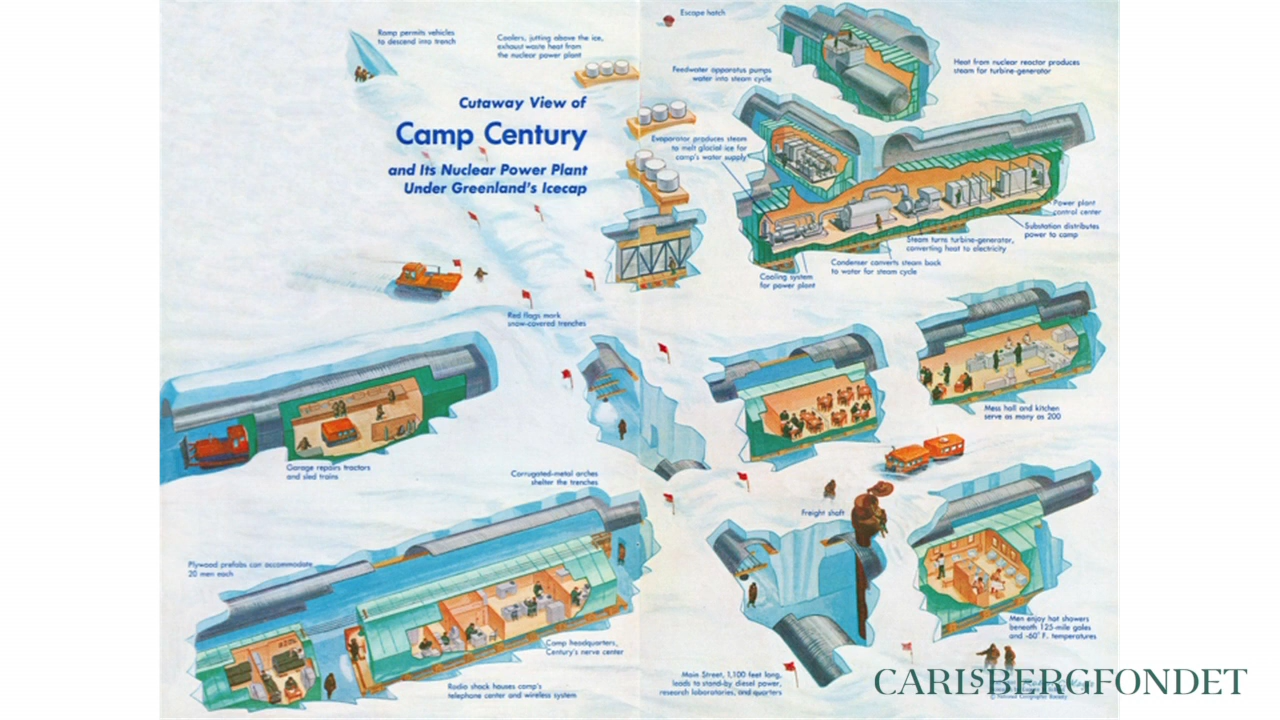 Ramp permits vehicles
to descend into trench
Coolers, jutting above the ice,
exhaust waste heat from
the nuclear power plant
Escape hatch
Feedwater apparatus pumps
water into steam cycle
Heat from nuclear reactor produces
steam for turbine-generator
Cutaway View of
Camp Century
and Its Nuclear Power Plant
Under Greenland's Icecap
Evaporator produces steam
to melt glacial ice for
camp's water supply
Power plant
control center
Substation distributes
power to camp
Steam turns turbine-generator,
converting heat to electricity
Condenser converts steam back
to water for steam cycle
Cooling system
for power plant
Red flags mark
snow-covered trenches
Mess hall and kitchen
serve as many as 200
Garage repairs tractors
and sled trains
Corrugated-metal arches
shelter the trenches
Freight shaft
Plywood prefabs can accommodate
20 men each
Men enjoy hot showers
beneath 125-mile gales
and -60° F. temperatures
Camp headquarters,
Century's nerve center
Radio shack houses camp's
telephone center and wireless system
Main Street, 1,100 feet long,
leads to stand-by diesel power,
research laboratories, and quarters
CARLSBERGFONDET
© National Geographic Society